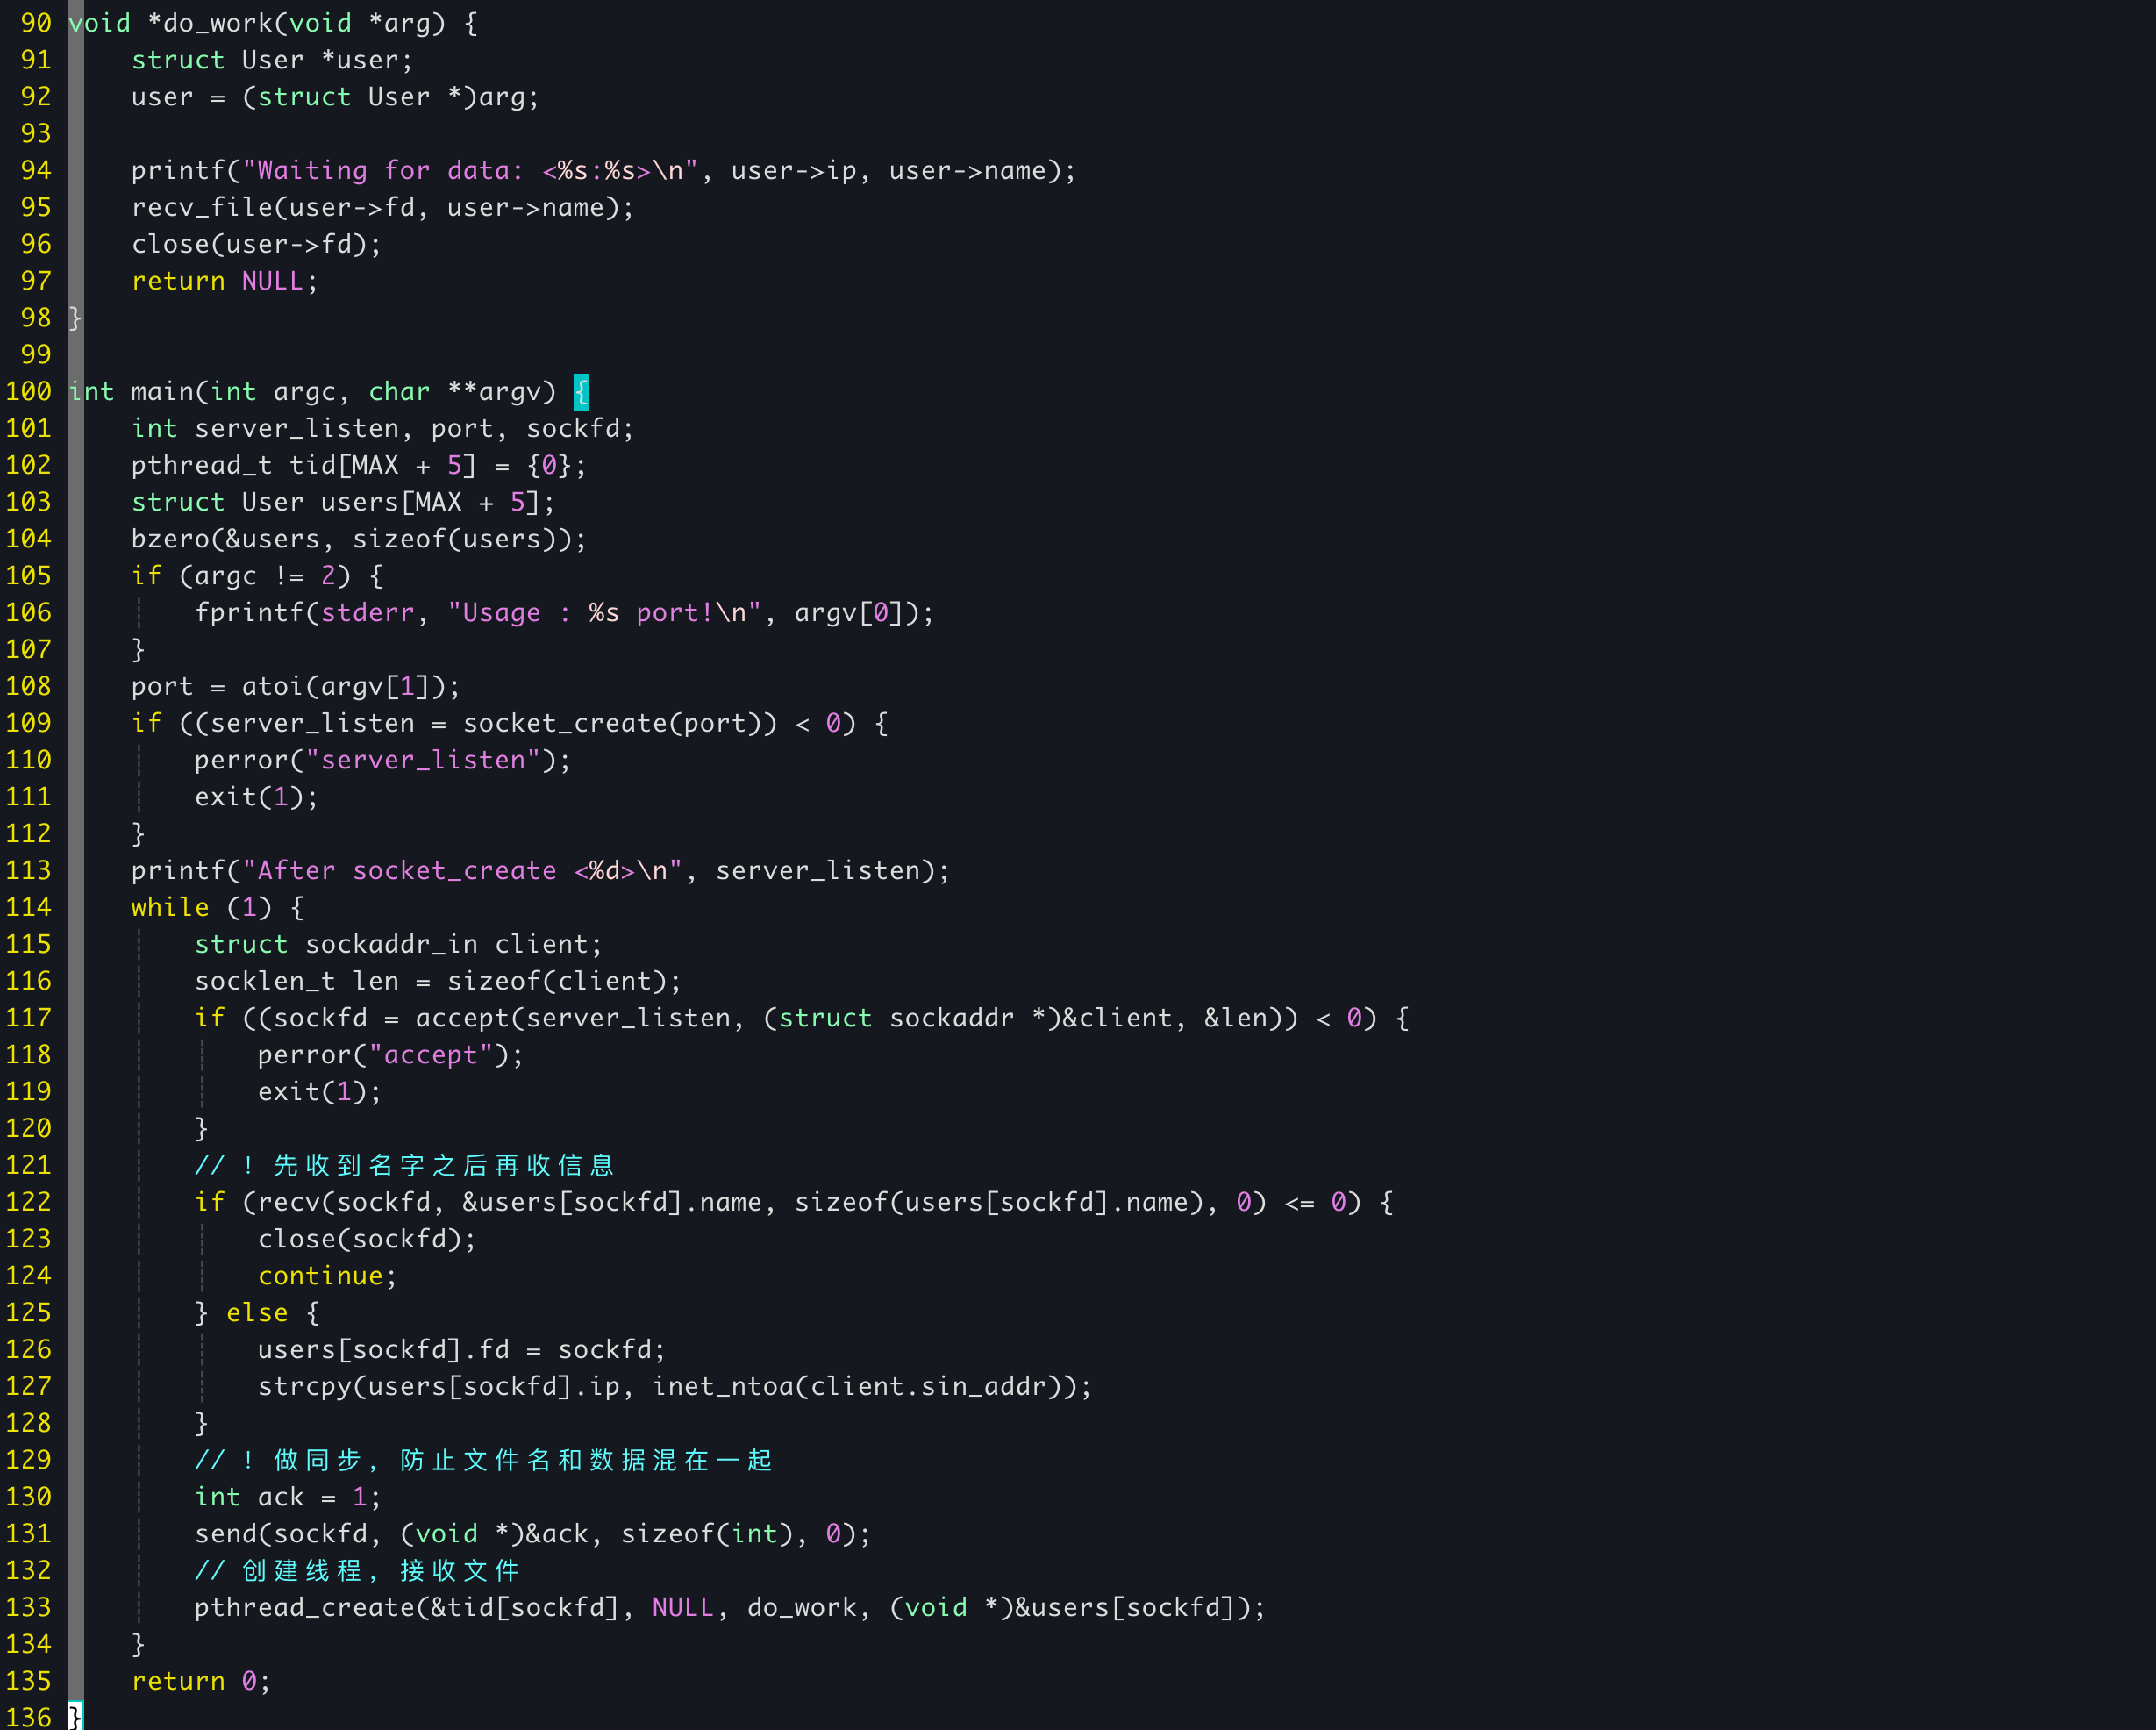 90 void *do_work(void *arg) {
91     struct User *user;
92     user = (struct User *)arg;
93
94     printf("Waiting for data: <%s:%s>\n", user->ip, user->name);
95     recv_file(user->fd, user->name);
96     close(user->fd);
97     return NULL;
98 }
99
100 int main(int argc, char **argv) {
101     int server_listen, port, sockfd;
102     pthread_t tid[MAX + 5] = {0};
103     struct User users[MAX + 5];
104     bzero(&users, sizeof(users));
105     if (argc != 2) {
106         fprintf(stderr, "Usage : %s port!\n", argv[0]);
107     }
108     port = atoi(argv[1]);
109     if ((server_listen = socket_create(port)) < 0) {
110         perror("server_listen");
111         exit(1);
112     }
113     printf("After socket_create <%d>\n", server_listen);
114     while (1) {
115         struct sockaddr_in client;
116         socklen_t len = sizeof(client);
117         if ((sockfd = accept(server_listen, (struct sockaddr *)&client, &len)) < 0) {
118             perror("accept");
119             exit(1);
120         }
121         // ! 先收到名字之后再收信息
122         if (recv(sockfd, &users[sockfd].name, sizeof(users[sockfd].name), 0) <= 0) {
123             close(sockfd);
124             continue;
125         } else {
126             users[sockfd].fd = sockfd;
127             strcpy(users[sockfd].ip, inet_ntoa(client.sin_addr));
128         }
129         // ! 做同步，防止文件名和数据混在一起
130         int ack = 1;
131         send(sockfd, (void *)&ack, sizeof(int), 0);
132         // 创建线程，接收文件
133         pthread_create(&tid[sockfd], NULL, do_work, (void *)&users[sockfd]);
134     }
135     return 0;
136 }